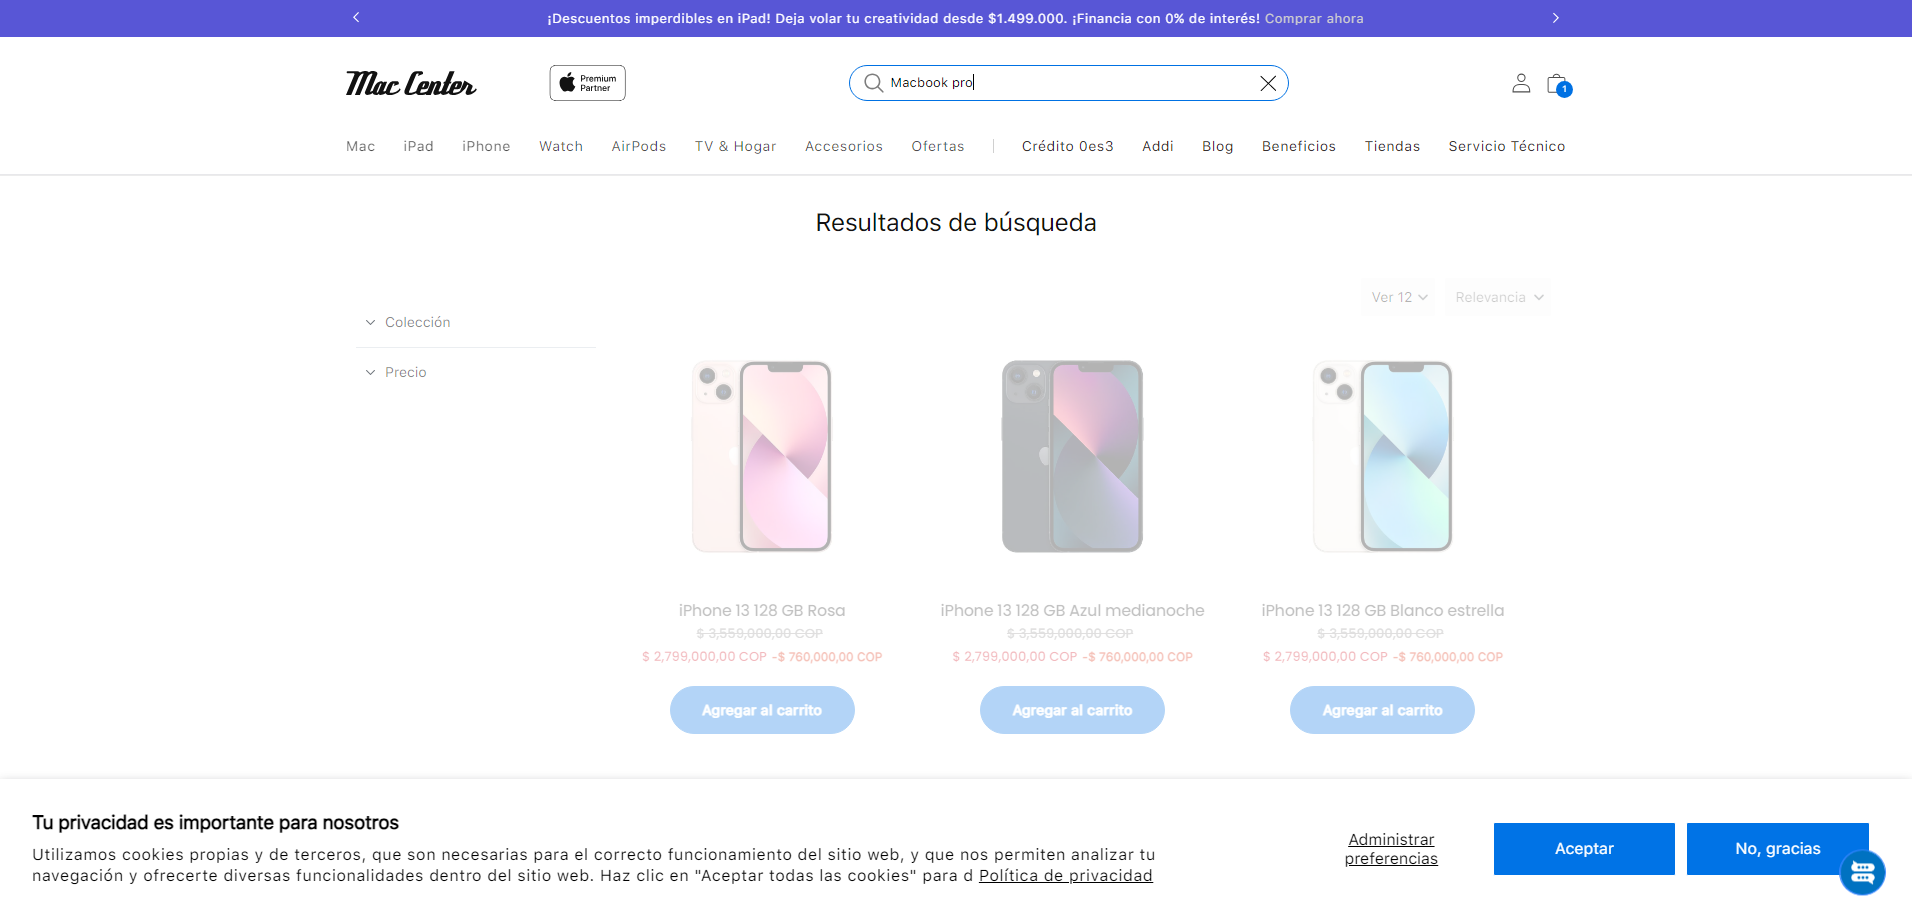 ¡Descuentos imperdibles en iPad! Deja volar tu creatividad desde $1.499.000. ¡Financia con 0% de interés! Comprar ahora
Mac Center
Premium
Partner
Macbook pro
1
Mac iPad iPhone Watch AirPods TV & Hogar Accesorios Ofertas Crédito 0es3 Addi Blog Beneficios Tiendas Servicio Técnico
Resultados de búsqueda
Ver 12 Relevancia
Colección
Precio
iPhone 13 128 GB Rosa
$ 3,559,000,00 COP
$ 2,799,000,00 COP -$ 760,000,00 COP
Agregar al carrito
iPhone 13 128 GB Azul medianoche
$ 3,559,000,00 COP
$ 2,799,000,00 COP -$ 760,000,00 COP
Agregar al carrito
iPhone 13 128 GB Blanco estrella
$ 3,559,000,00 COP
$ 2,799,000,00 COP -$ 760,000,00 COP
Agregar al carrito
Tu privacidad es importante para nosotros
Utilizamos cookies propias y de terceros, que son necesarias para el correcto funcionamiento del sitio web, y que nos permiten analizar tu
navegación y ofrecerte diversas funcionalidades dentro del sitio web. Haz clic en "Aceptar todas las cookies" para d Política de privacidad
Administrar
preferencias
Aceptar
No, gracias